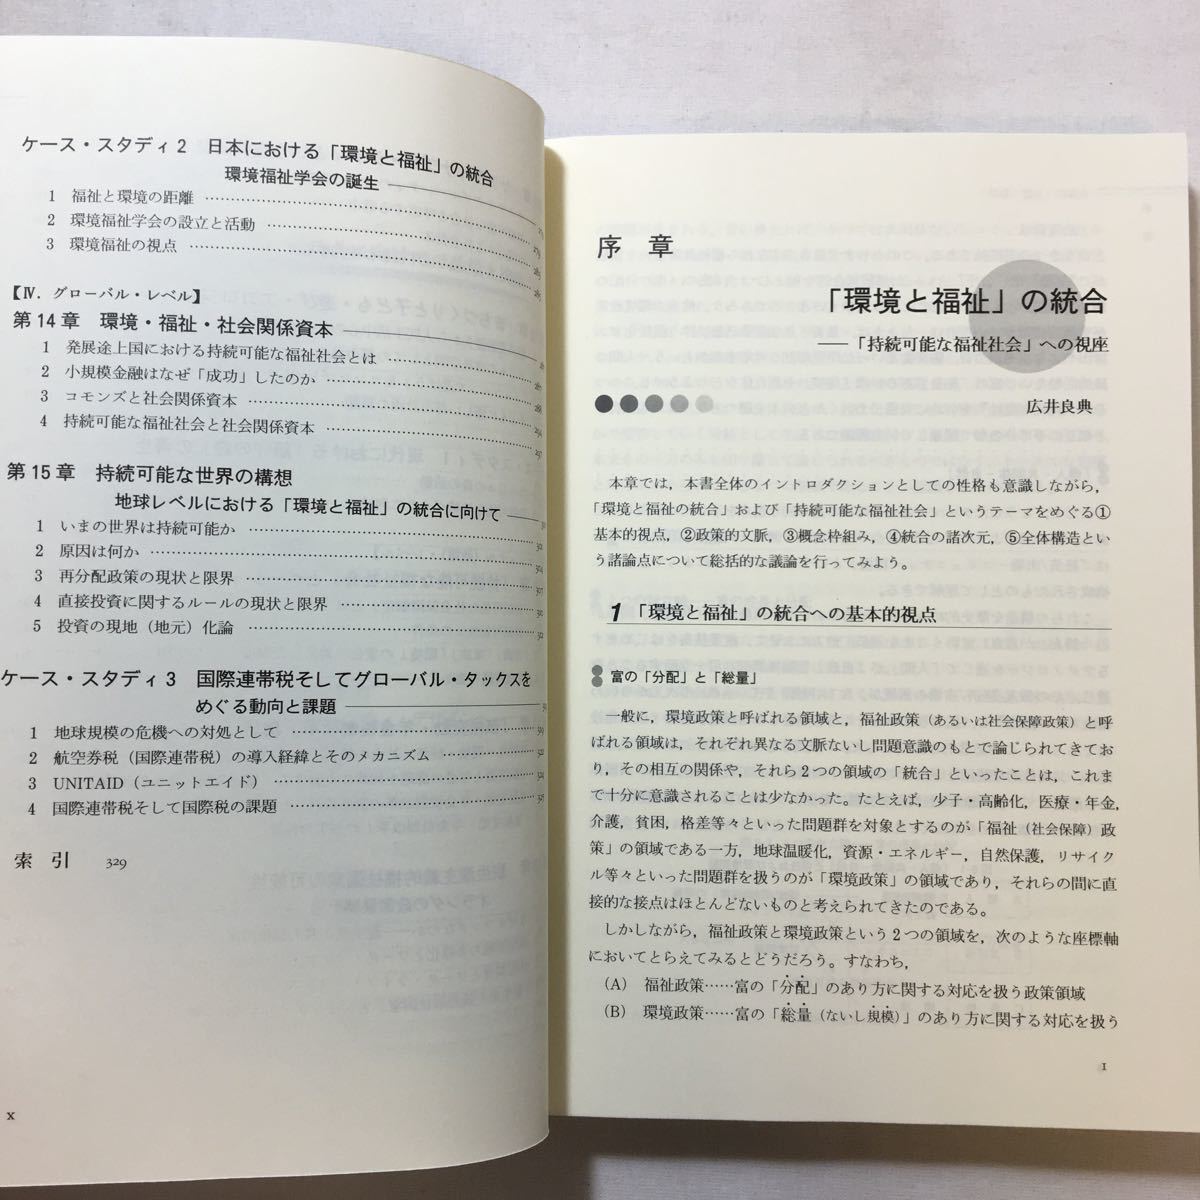 ケース・スタディ2 日本における「環境と福祉」の統合
環境福祉学会の誕生
1 福祉と環境の距離
2 環境福祉学会の設立と活動
3 環境福祉の視点
【Ⅳ. グローバル・レベル】
第14章 環境・福祉・社会関係資本
1 発展途上国における持続可能な福祉社会とは
2 小規模金融はなぜ「成功」したのか
3 コモンズと社会関係資本
4 持続可能な福祉社会と社会関係資本
第15章 持続可能な世界の構想
地球レベルにおける「環境と福祉」の統合に向けて
1 いまの世界は持続可能か
2 原因は何か
3 再分配政策の現状と限界
4 直接投資に関するルールの現状と限界
5 投資の現地（地元）化論
ケース・スタディ3 国際連帯税そしてグローバル・タックスを
めぐる動向と課題
1 地球規模の危機への対処として
2 航空券税（国際連帯税）の導入経緯とそのメカニズム
3 UNITAID（ユニットエイド）
4 国際連帯税そして国際税の課題
索 引 329
x
序 章
「環境と福祉」の統合
――「持続可能な福祉社会」への視座
広井良典
本章では，本書全体のイントロダクションとしての性格も意識しながら，
「環境と福祉の統合」および「持続可能な福祉社会」というテーマをめぐる①
基本的視点，②政策的文脈，③概念枠組み，④統合の諸次元，⑤全体構造とい
う諸論点について総括的な議論を行ってみよう。
1 「環境と福祉」の統合への基本的視点
富の「分配」と「総量」
一般に，環境政策と呼ばれる領域と，福祉政策（あるいは社会保障政策）と呼
ばれる領域は，それぞれ異なる文脈ないし問題意識のもとで論じられてきてお
り，その相互の関係や，それら2つの領域の「統合」といったことは，これま
で十分に意識されることは少なかった。たとえば，少子・高齢化，医療・年金，
介護，貧困，格差等々といった問題群を対象とするのが「福祉（社会保障）政
策」の領域である一方，地球温暖化，資源・エネルギー，自然保護，リサイク
ル等々といった問題群を扱うのが「環境政策」の領域であり，それらの間に直
接的な接点はほとんどないものと考えられてきたのである。
しかしながら，福祉政策と環境政策という2つの領域を，次のような座標軸
においてとらえてみるとどうだろう。すなわち，
（A） 福祉政策……富の「分配」のあり方に関する対応を扱う政策領域
（B） 環境政策……富の「総量（ないし規模）」のあり方に関する対応を扱う
1